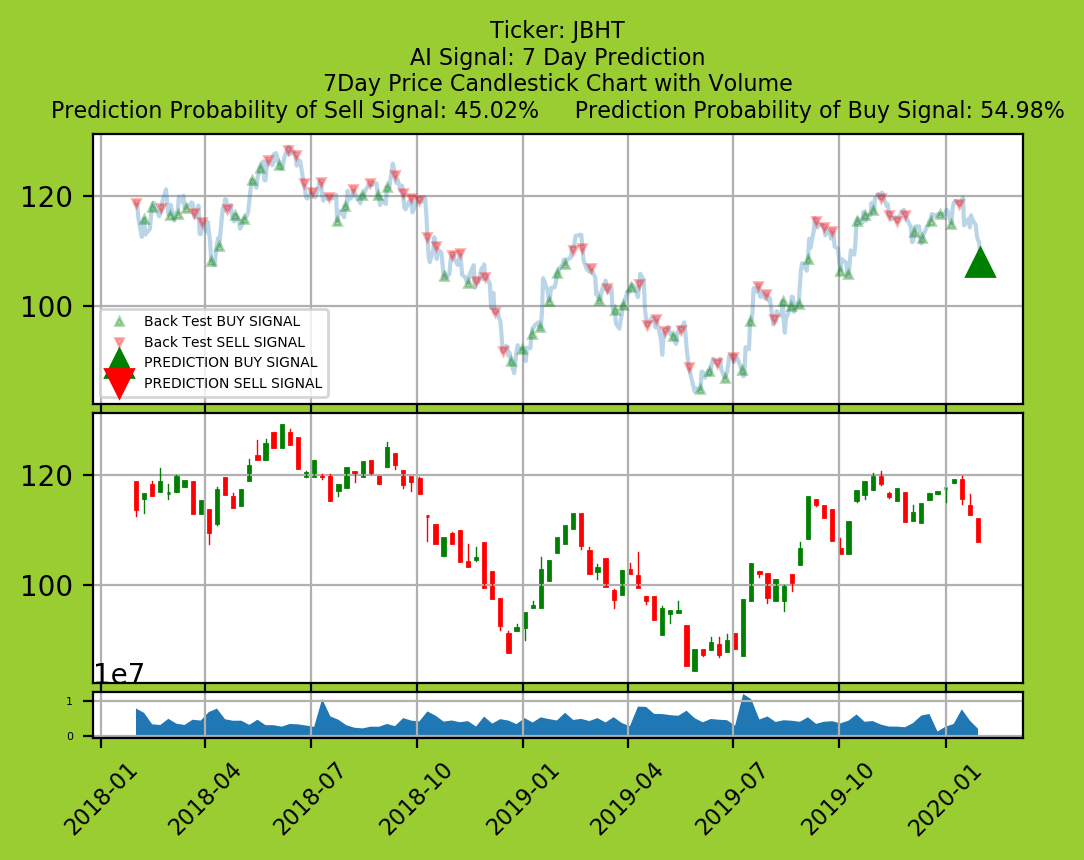 Ticker: JBHT
AI Signal: 7 Day Prediction
7Day Price Candlestick Chart with Volume
Prediction Probability of Sell Signal: 45.02%     Prediction Probability of Buy Signal: 54.98%
120
100
Back Test BUY SIGNAL
Back Test SELL SIGNAL
PREDICTION BUY SIGNAL
PREDICTION SELL SIGNAL
120
100
1e7
1
0
2018-01
2018-04
2018-07
2018-10
2019-01
2019-04
2019-07
2019-10
2020-01